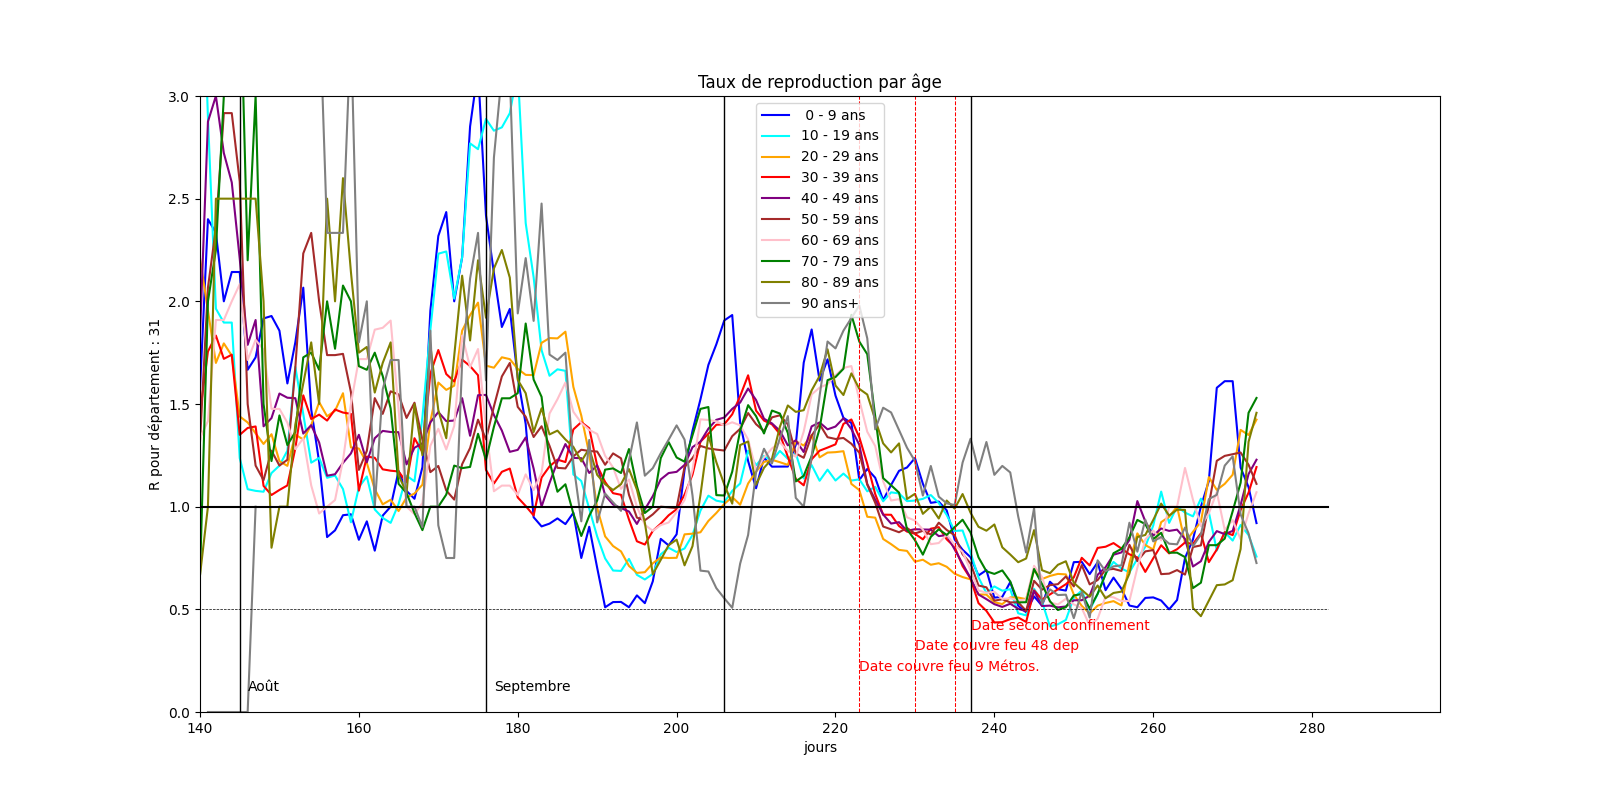 Taux de reproduction par âge
3.0
2.5
2.0
1.5
1.0
0.5
0.0
R pour département : 31
0 - 9 ans
10 - 19 ans
20 - 29 ans
30 - 39 ans
40 - 49 ans
50 - 59 ans
60 - 69 ans
70 - 79 ans
80 - 89 ans
90 ans+
Date second confinement
Date couvre feu 48 dep
Date couvre feu 9 Métros.
Août
Septembre
140
160
180
200
220
240
260
280
jours